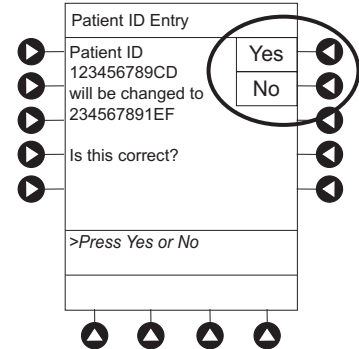 Patient ID Entry
Patient ID
Yes
123456789CD
No
will be changed to
234567891EF
Is this correct?
>Press Yes or No